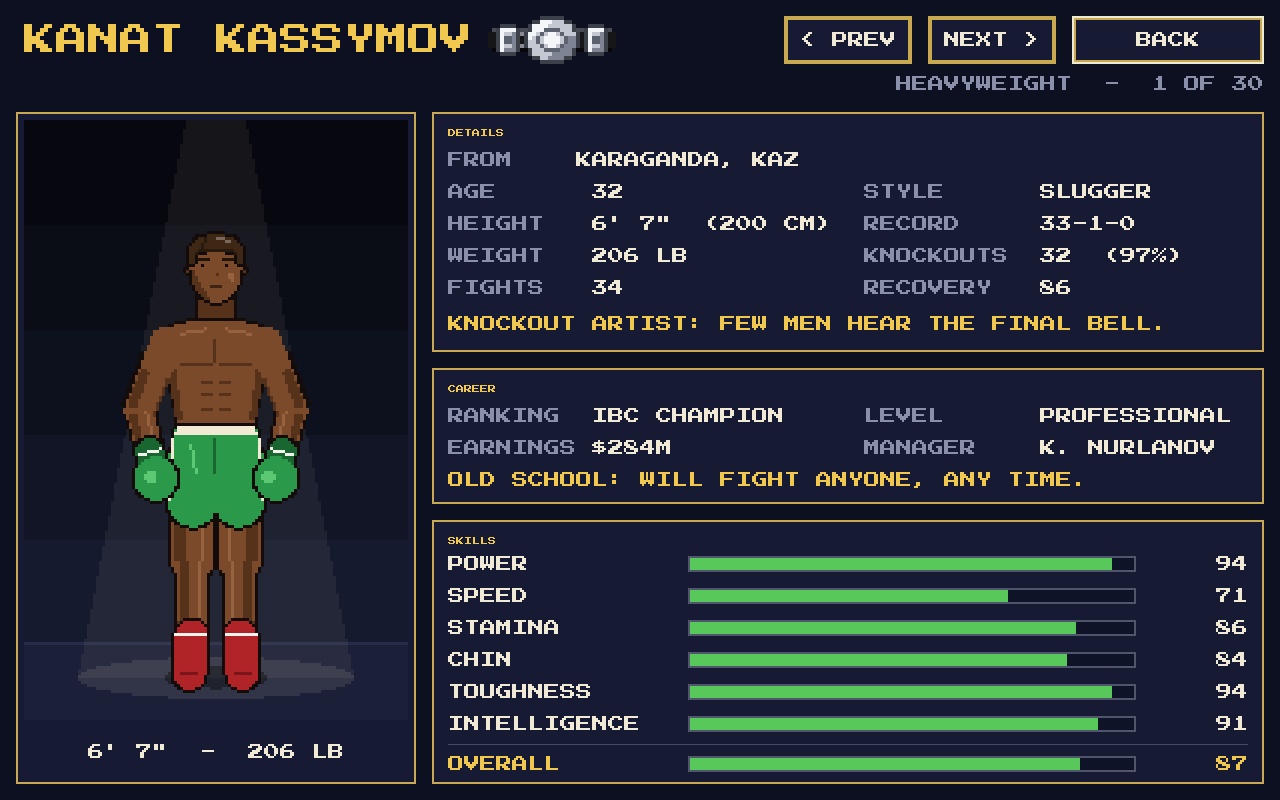 KANAT KASSYMOV
< PREV
NEXT >
BACK
HEAVYWEIGHT - 1 OF 30
6' 7" - 206 LB
DETAILS
FROM KARAGANDA, KAZ
AGE 32 STYLE SLUGGER
HEIGHT 6' 7" (200 CM) RECORD 33-1-0
WEIGHT 206 LB KNOCKOUTS 32 (97%)
FIGHTS 34 RECOVERY 86
KNOCKOUT ARTIST: FEW MEN HEAR THE FINAL BELL.
CAREER
RANKING IBC CHAMPION LEVEL PROFESSIONAL
EARNINGS $284M MANAGER K. NURLANOV
OLD SCHOOL: WILL FIGHT ANYONE, ANY TIME.
SKILLS
POWER 94
SPEED 71
STAMINA 86
CHIN 84
TOUGHNESS 94
INTELLIGENCE 91
OVERALL 87